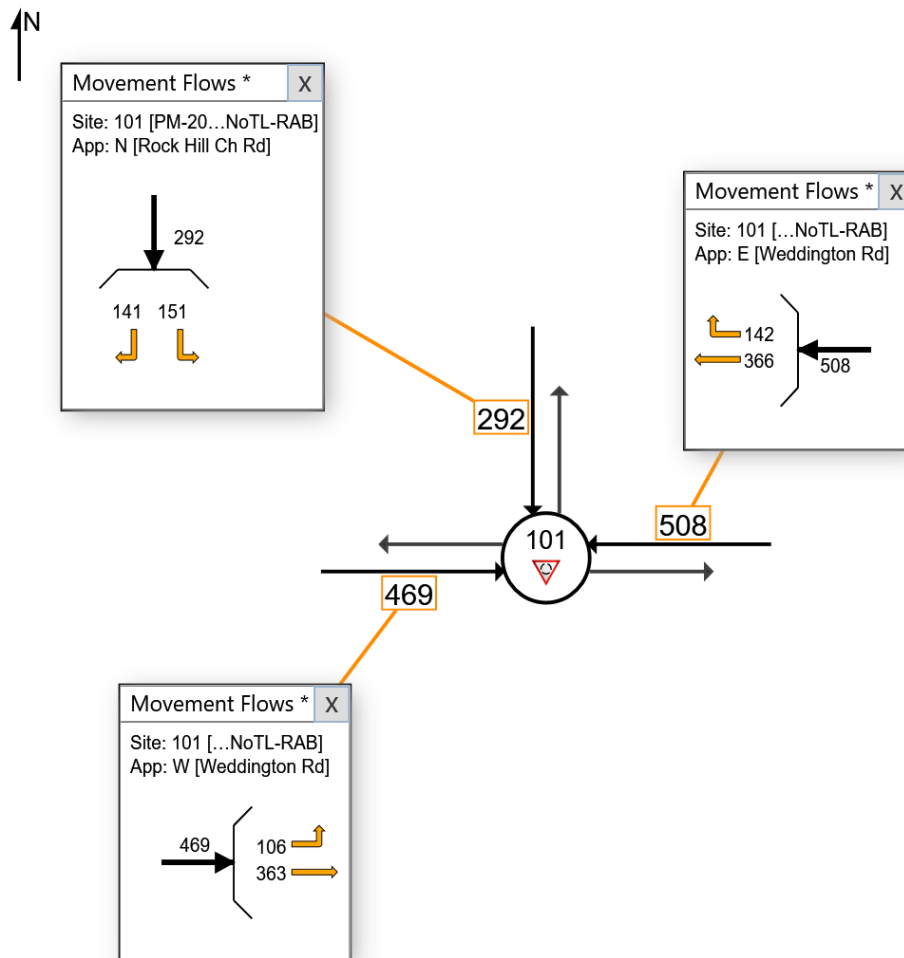 N
Movement Flows *
X
Site: 101 [PM-20...NoTL-RAB]
App: N [Rock Hill Ch Rd]
292
141 151
Movement Flows *
X
Site: 101 [...NoTL-RAB]
App: E [Weddington Rd]
142
366
508
292
508
101
469
Movement Flows *
X
Site: 101 [...NoTL-RAB]
App: W [Weddington Rd]
469
106
363